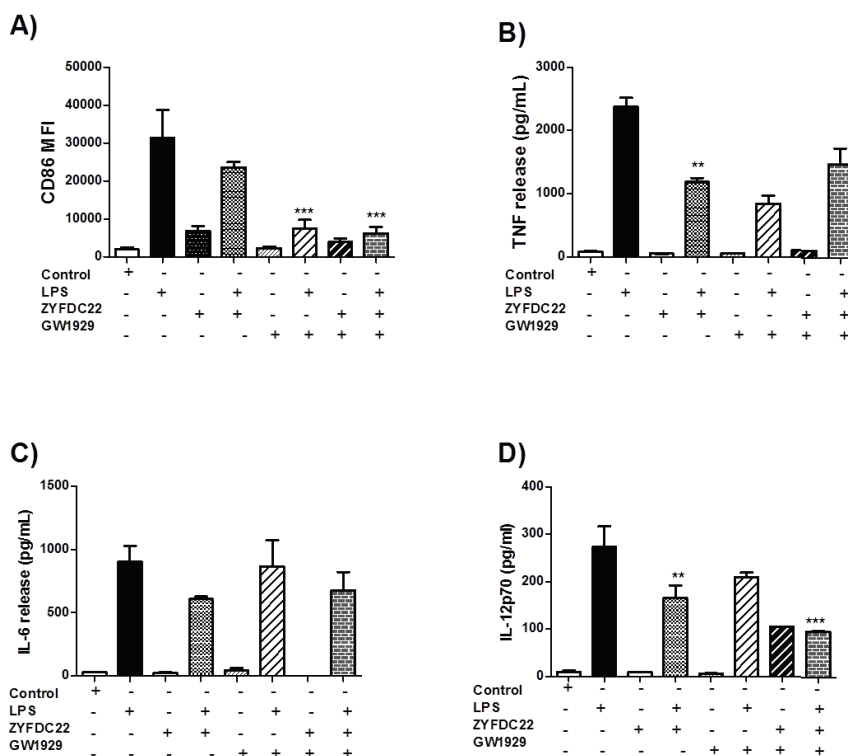 A)
CD86 MFI
50000
40000
30000
20000
10000
0
*** ***
Control + - - - - - - -
LPS - + - + - + - +
ZYFDC22 - - + + - - + +
GW1929 - - - - + + + +
B)
TNF release (pg/mL)
3000
2000
1000
0
**
Control + - - - - - - -
LPS - + - + - + - +
ZYFDC22 - - + + - - + +
GW1929 - - - - + + + +
C)
IL-6 release (pg/mL)
1500
1000
500
0
Control + - - - - - - -
LPS - + - + - + - +
ZYFDC22 - - + + - - + +
GW1929 - - - - + + + +
D)
IL-12p70 (pg/ml)
400
300
200
100
0
** ***
Control + - - - - - - -
LPS - + - + - + - +
ZYFDC22 - - + + - - + +
GW1929 - - - - + + + +